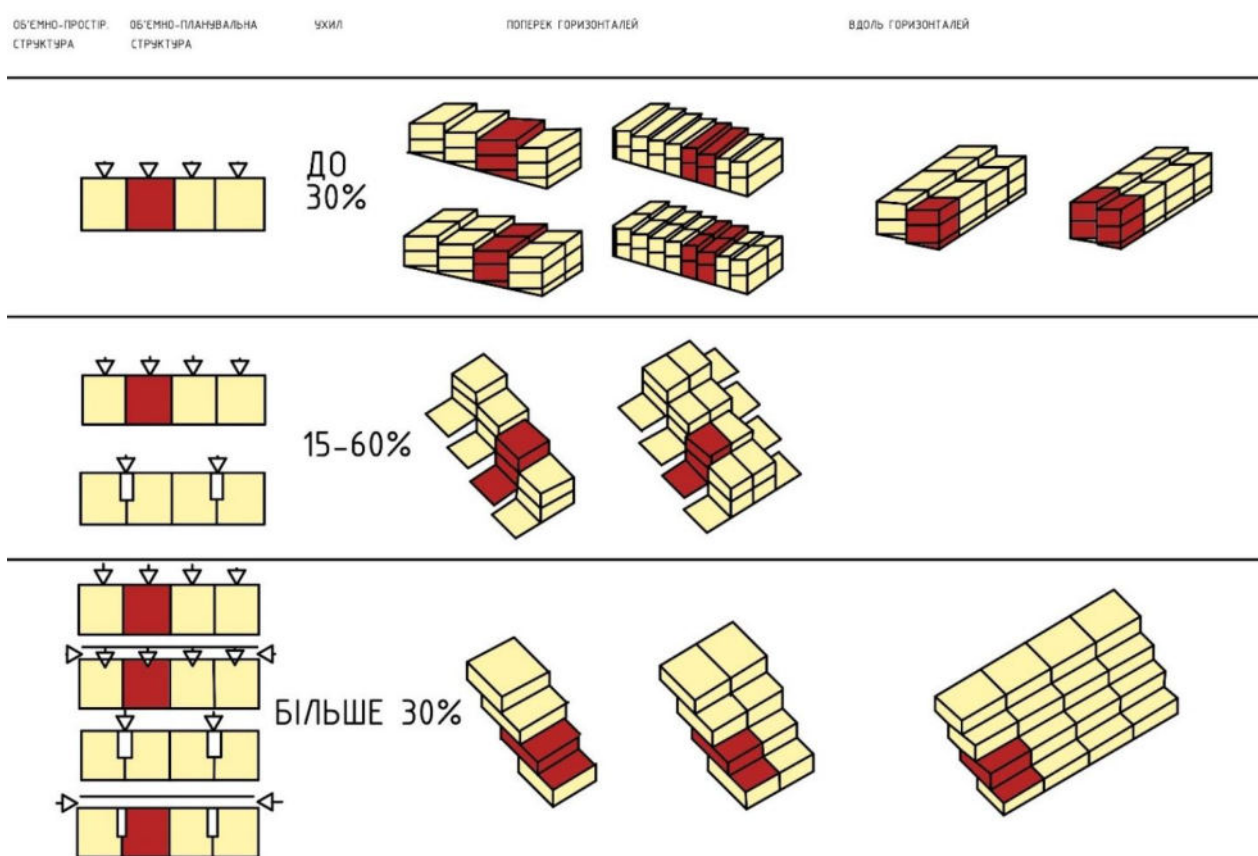 ОБ'ЄМНО-ПРОСТІР.
СТРУКТУРА
ОБ'ЄМНО-ПЛАНУВАЛЬНА
СТРУКТУРА
УХИЛ
ПОПЕРЕК ГОРИЗОНТАЛЕЙ
ВДОЛЬ ГОРИЗОНТАЛЕЙ
ДО
30%
15-60%
БІЛЬШЕ 30%